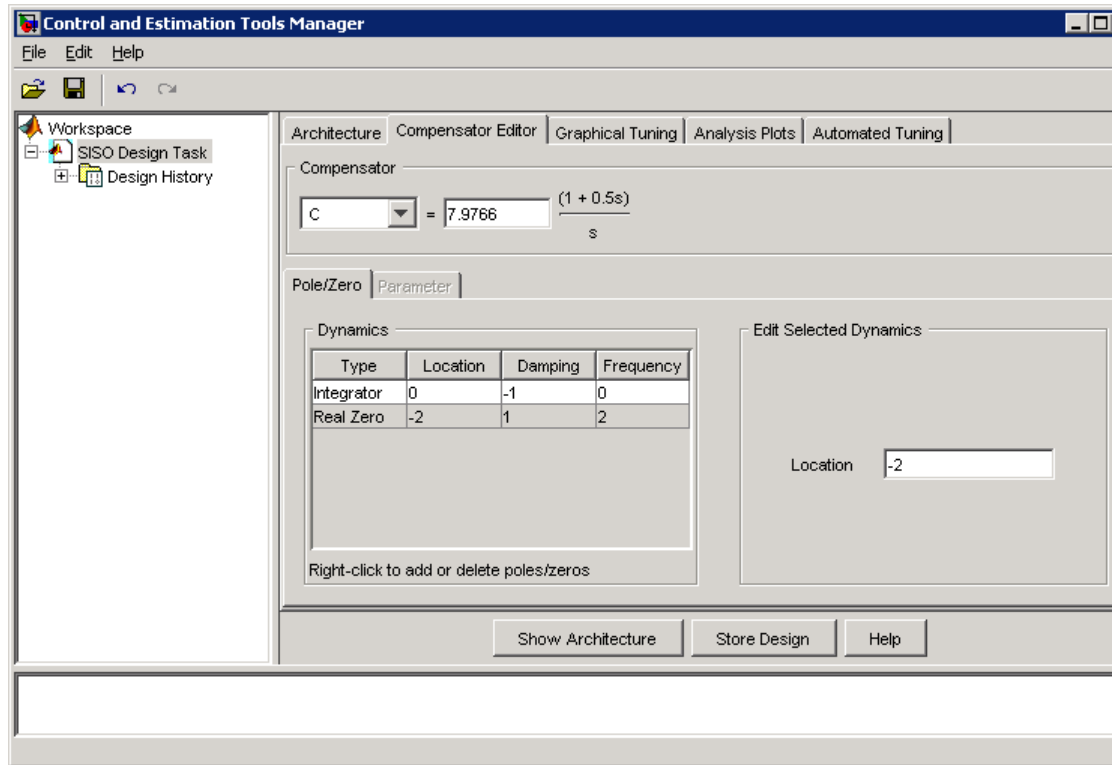 Control and Estimation Tools Manager
File Edit Help
Workspace
SISO Design Task
Design History
Architecture Compensator Editor Graphical Tuning Analysis Plots Automated Tuning
Compensator
C = 7.9766 (1 + 0.5s)
s
Pole/Zero Parameter
Dynamics
Type Location Damping Frequency
Integrator 0 -1 0
Real Zero -2 1 2
Right-click to add or delete poles/zeros
Edit Selected Dynamics
Location -2
Show Architecture Store Design Help